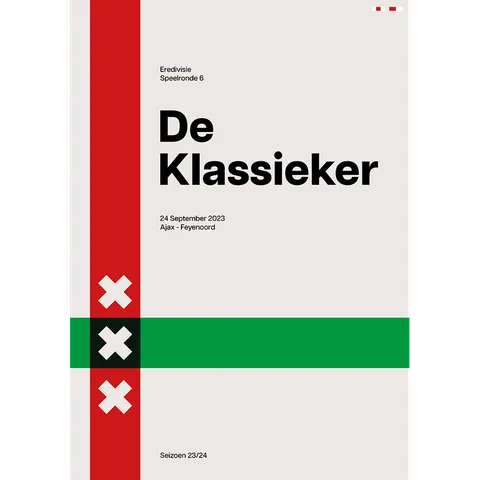 Eredivisie
Speelronde 6
De
Klassieker
24 September 2023
Ajax - Feyenoord
Seizoen 23/24